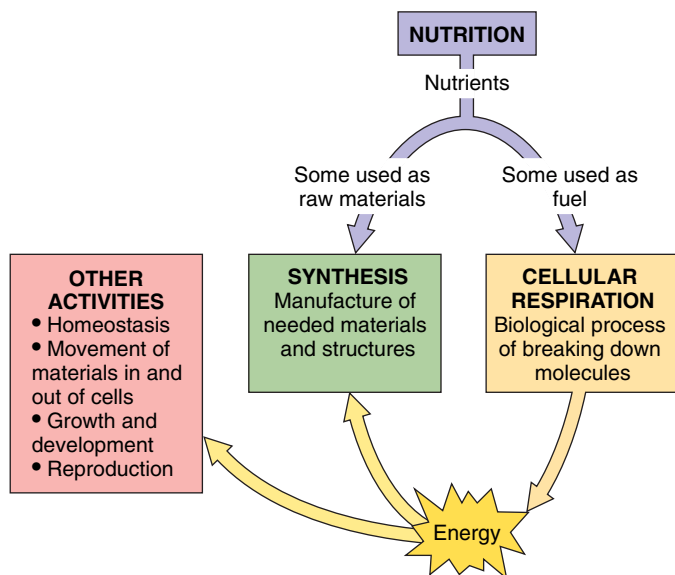 NUTRITION
Nutrients
Some used as
raw materials
Some used as
fuel
OTHER
ACTIVITIES
• Homeostasis
• Movement of
materials in and
out of cells
• Growth and
development
• Reproduction
SYNTHESIS
Manufacture of
needed materials
and structures
CELLULAR
RESPIRATION
Biological process
of breaking down
molecules
Energy